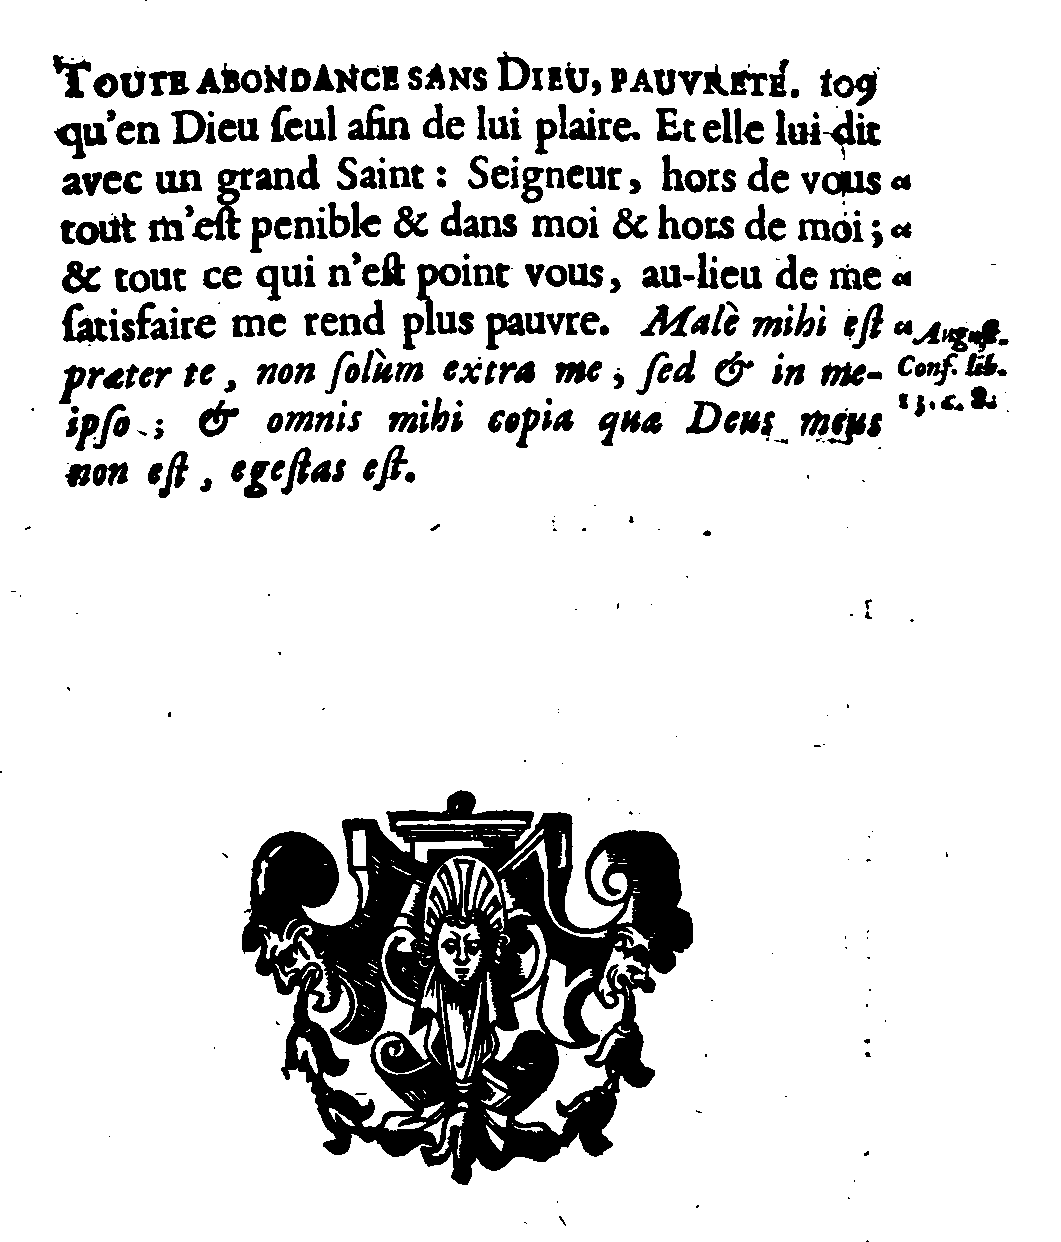 TOUTE ABONDANCE SANS DIEU, PAUVRETÉ. 109
qu'en Dieu ſeul afin de lui plaire. Et elle lui dit
avec un grand Saint : Seigneur, hors de vous “
tout m'eſt penible & dans moi & hors de moi ; “
& tout ce qui n'eſt point vous, au-lieu de me “
ſatisfaire me rend plus pauvre. Malè mihi eſt “
præter te, non ſolùm extra me, ſed & in me-
ipſo ; & omnis mihi copia quæ Deus meus
non eſt, egeſtas eſt.
Auguſt.
Conf. lib.
13. c. 8.